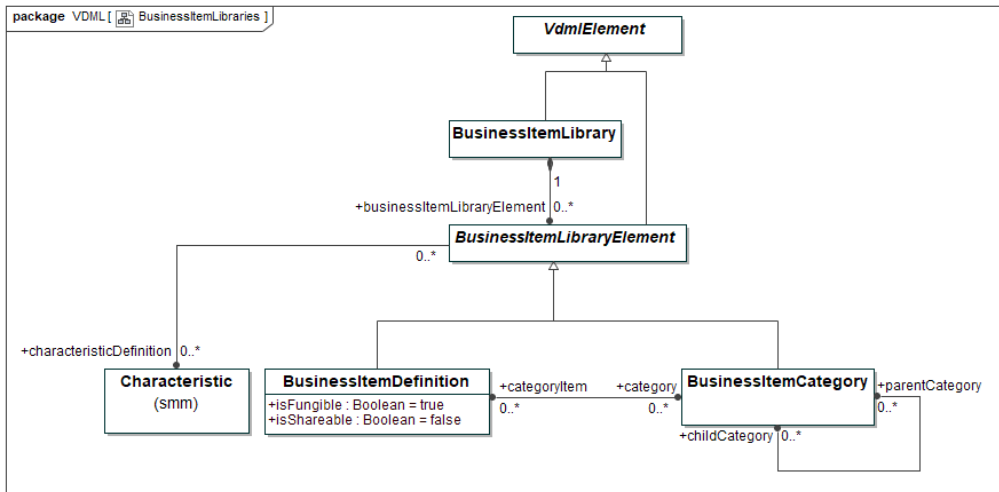 package VDML [ BusinessItemLibraries ]
VdmlElement
BusinessItemLibrary
1
+businessItemLibraryElement 0..*
BusinessItemLibraryElement
0..*
+characteristicDefinition 0..*
Characteristic
(smm)
BusinessItemDefinition
+isFungible : Boolean = true
+isShareable : Boolean = false
+categoryItem
0..*
+category
0..*
BusinessItemCategory
+parentCategory
0..*
+childCategory 0..*